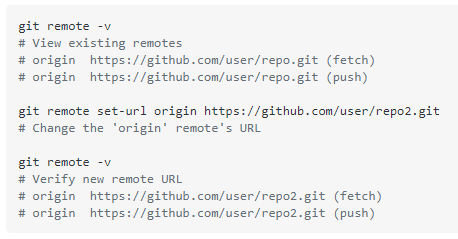 git remote -v
# View existing remotes
# origin  https://github.com/user/repo.git (fetch)
# origin  https://github.com/user/repo.git (push)

git remote set-url origin https://github.com/user/repo2.git
# Change the 'origin' remote's URL

git remote -v
# Verify new remote URL
# origin  https://github.com/user/repo2.git (fetch)
# origin  https://github.com/user/repo2.git (push)